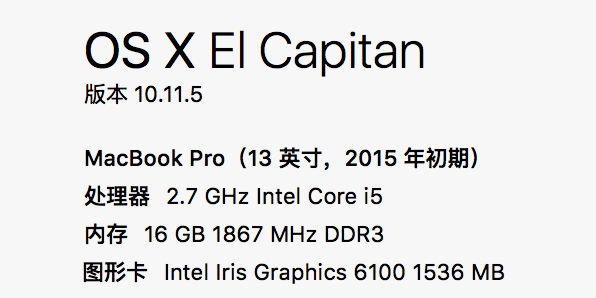 OS X El Capitan
版本 10.11.5
MacBook Pro（13 英寸，2015 年初期）
处理器 2.7 GHz Intel Core i5
内存 16 GB 1867 MHz DDR3
图形卡 Intel Iris Graphics 6100 1536 MB